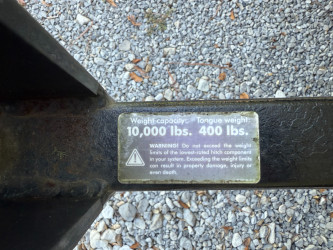 Weight capacity: Tongue weight:
10,000 lbs. 400 lbs.
WARNING! Do not exceed the weight
limits of the lowest-rated hitch component
in your system. Exceeding the weight limits
can result in property damage, injury or
even death.